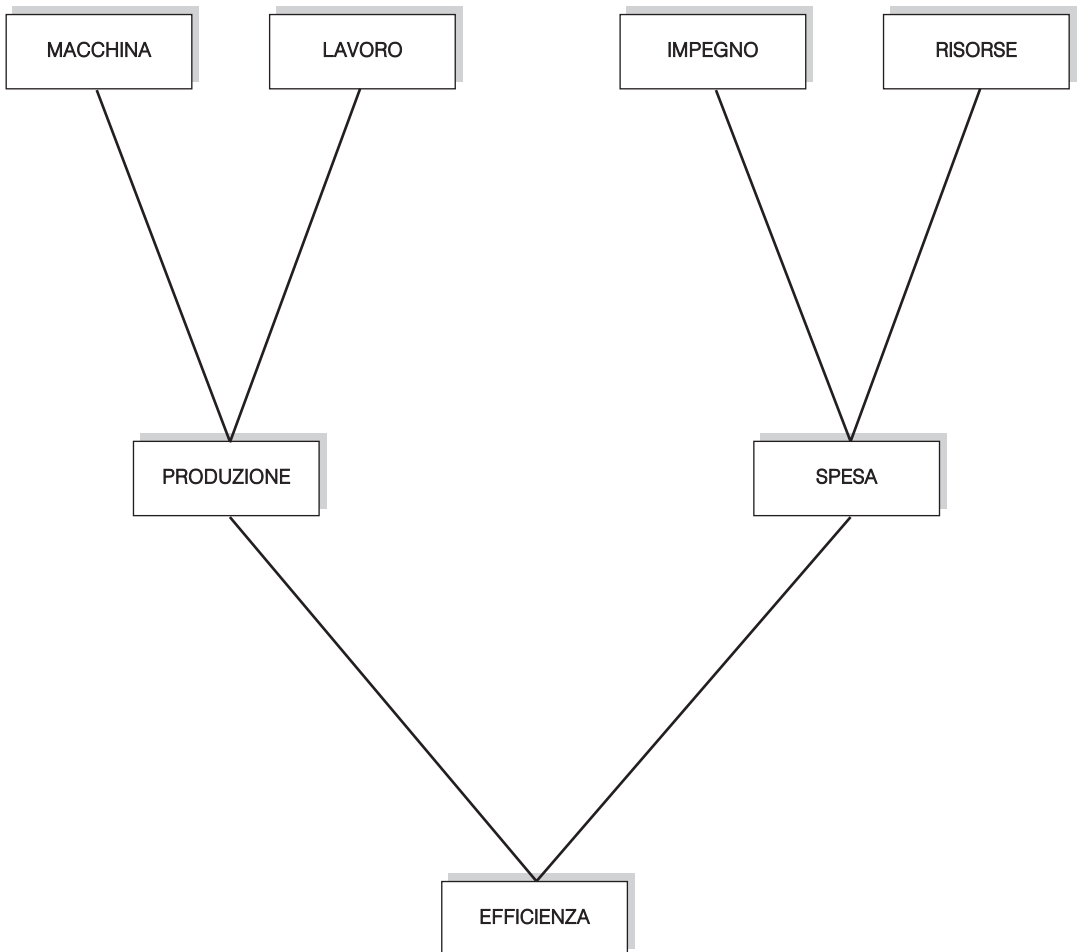 MACCHINA
LAVORO
IMPEGNO
RISORSE
PRODUZIONE
SPESA
EFFICIENZA